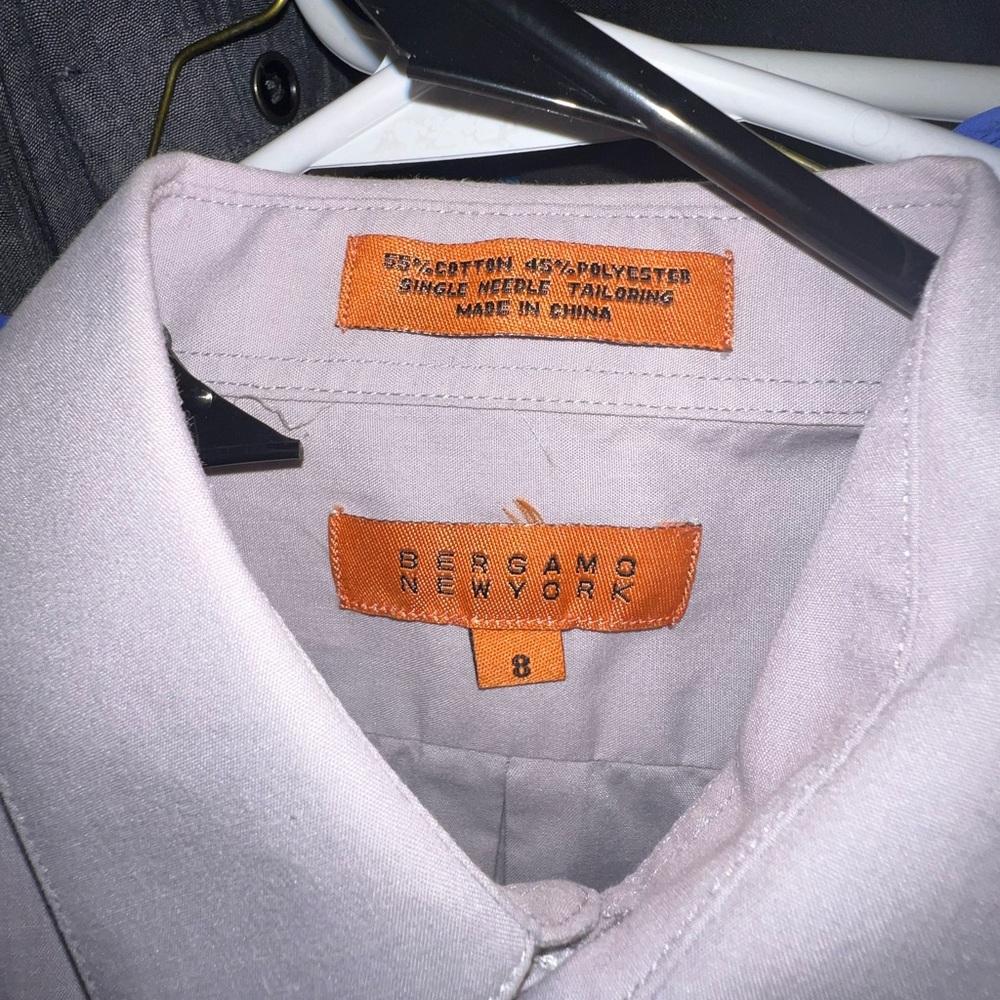 55% COTTON 45% POLYESTER
SINGLE NEEDLE TAILORING
MADE IN CHINA
BERGAMO
NEWYORK
8